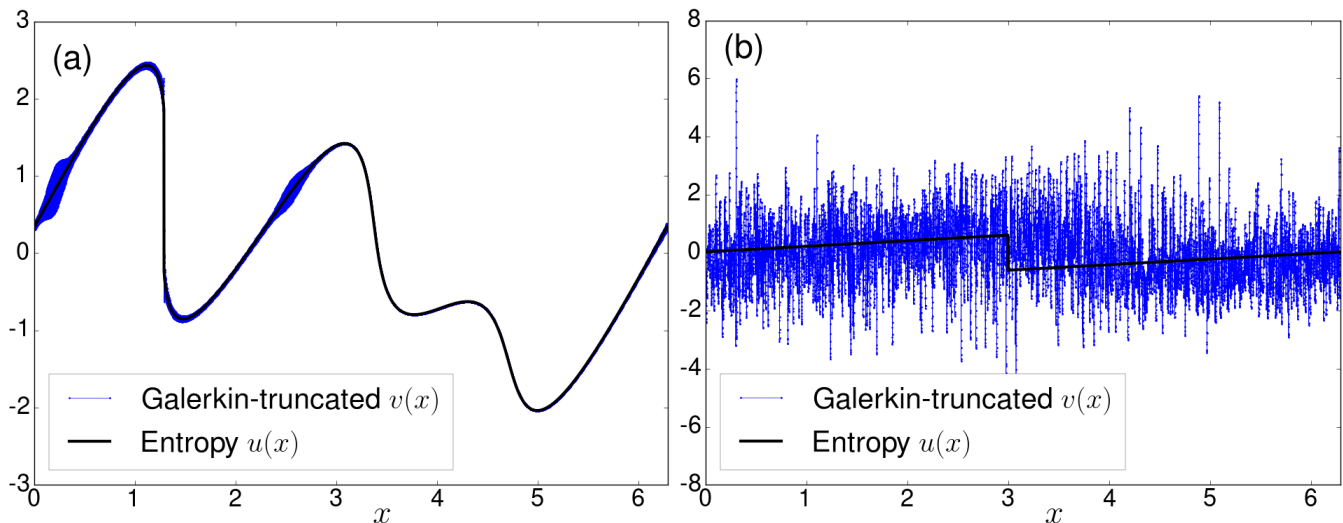 (a)
3
2
1
0
-1
-2
-3
0 1 2 3 4 5 6
x
Galerkin-truncated v(x)
Entropy u(x)
(b)
8
6
4
2
0
-2
-4
-6
-8
0 1 2 3 4 5 6
x
Galerkin-truncated v(x)
Entropy u(x)